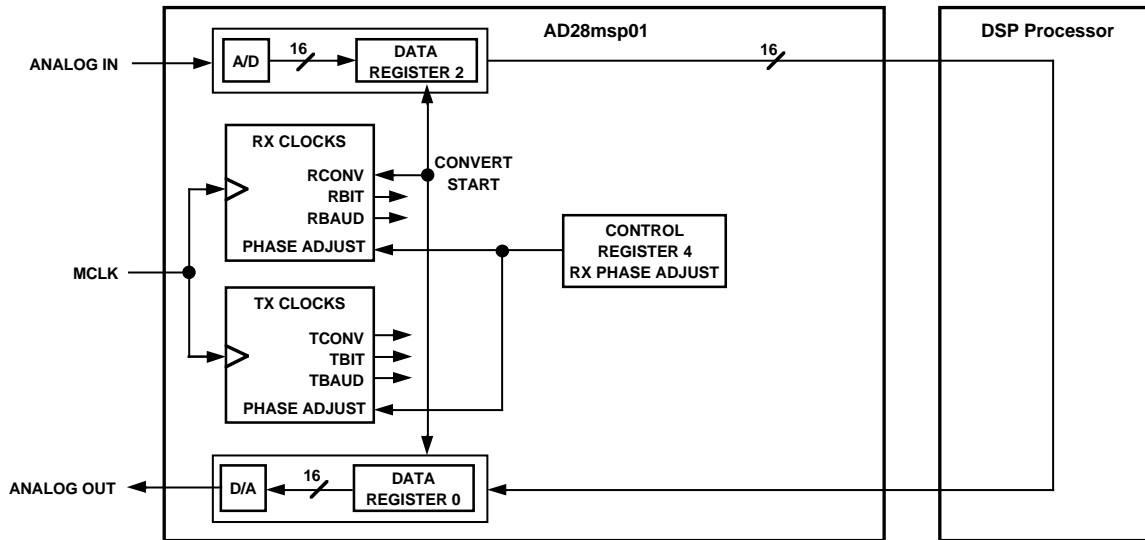 AD28msp01
DSP Processor
ANALOG IN
A/D
16
DATA
REGISTER 2
16
RX CLOCKS
RCONV
RBIT
RBAUD
PHASE ADJUST
CONVERT
START
CONTROL
REGISTER 4
RX PHASE ADJUST
MCLK
TX CLOCKS
TCONV
TBIT
TBAUD
PHASE ADJUST
ANALOG OUT
D/A
16
DATA
REGISTER 0